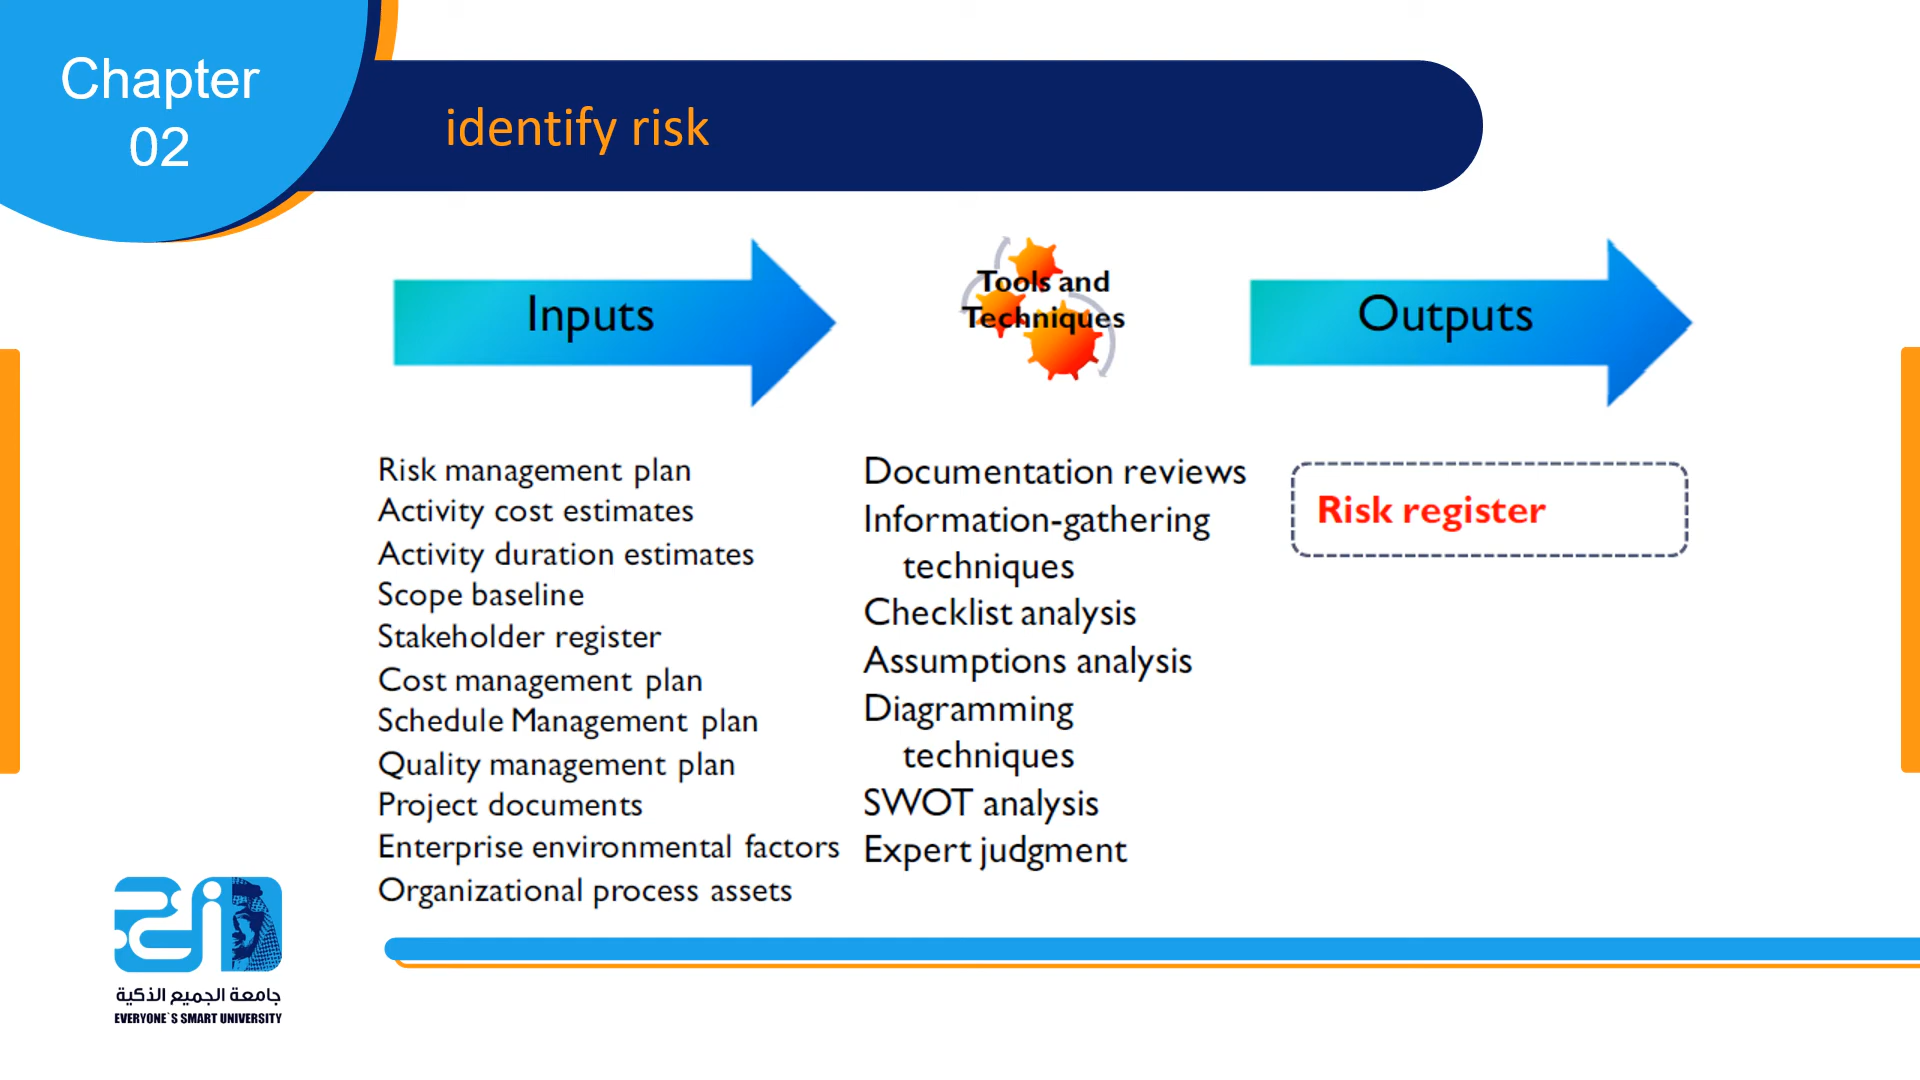 Chapter
02
identify risk
Inputs
Tools and
Techniques
Outputs
Risk management plan
Activity cost estimates
Activity duration estimates
Scope baseline
Stakeholder register
Cost management plan
Schedule Management plan
Quality management plan
Project documents
Enterprise environmental factors
Organizational process assets
Documentation reviews
Information-gathering
techniques
Checklist analysis
Assumptions analysis
Diagramming
techniques
SWOT analysis
Expert judgment
Risk register
جامعة الجميع الذكية
EVERYONE`S SMART UNIVERSITY